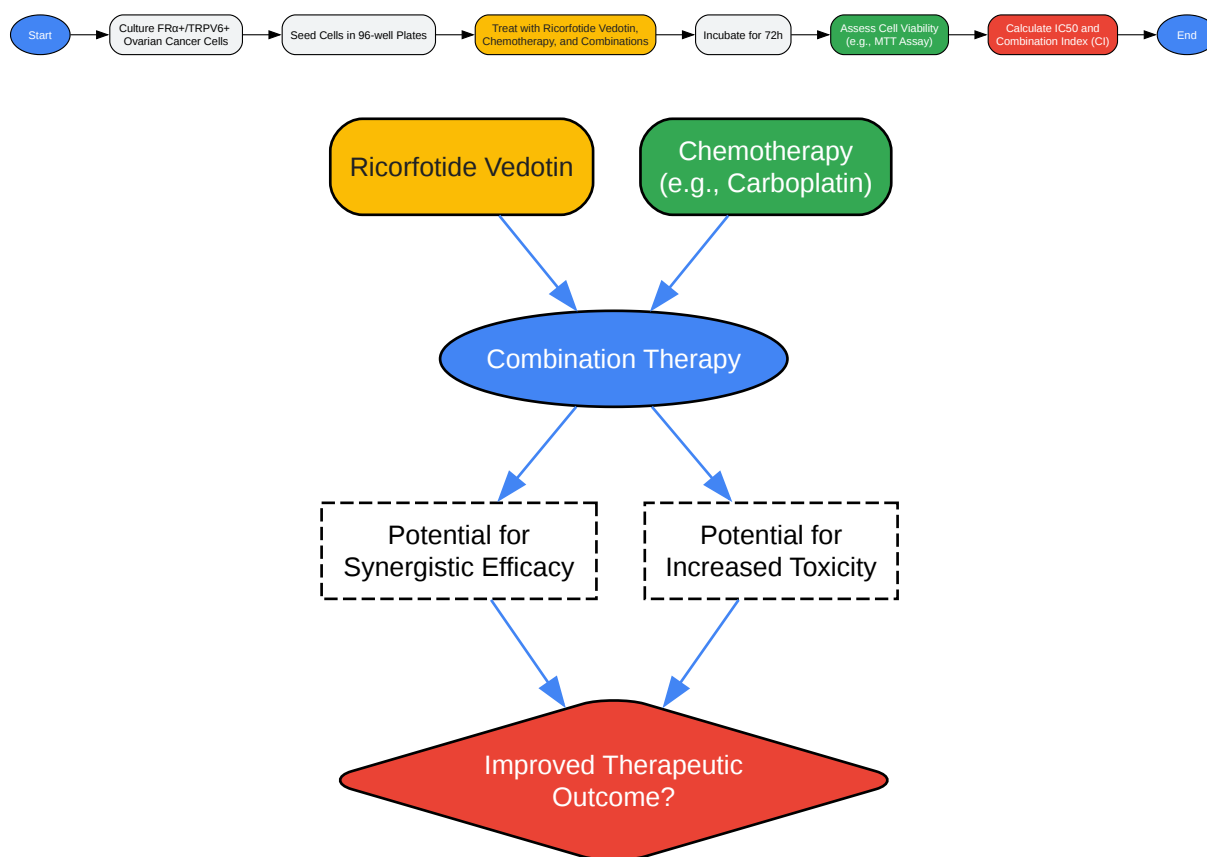 Start
Culture FRα+/TRPV6+
Ovarian Cancer Cells
Seed Cells in 96-well Plates
Treat with Ricorfotide Vedotin,
Chemotherapy, and Combinations
Incubate for 72h
Assess Cell Viability
(e.g., MTT Assay)
Calculate IC50 and
Combination Index (CI)
End
Ricorfotide Vedotin
Chemotherapy
(e.g., Carboplatin)
Combination Therapy
Potential for
Synergistic Efficacy
Potential for
Increased Toxicity
Improved Therapeutic
Outcome?